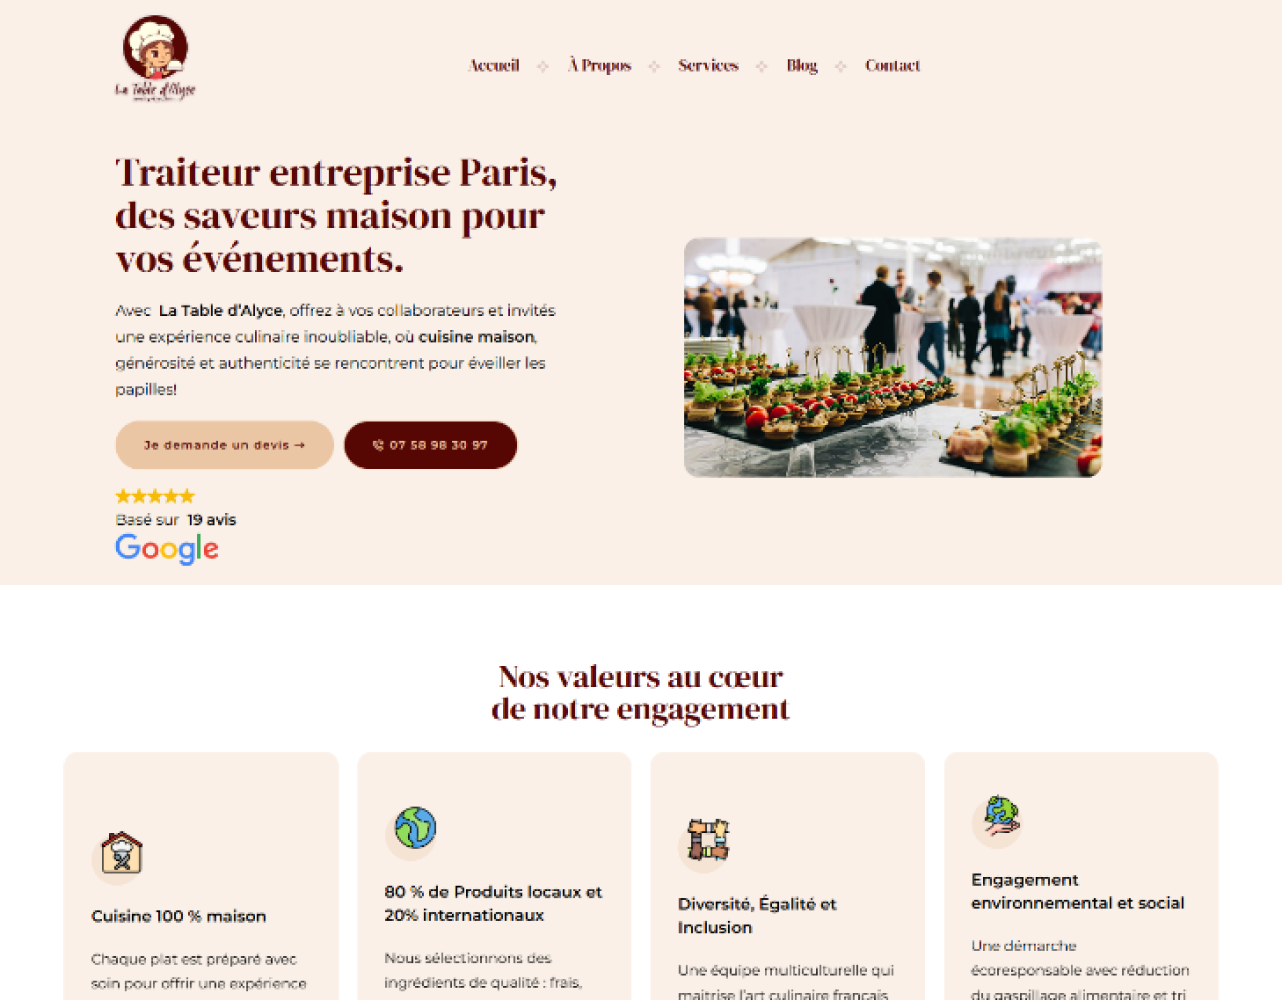 La Table d'Alyce
Accueil
À Propos
Services
Blog
Contact
Traiteur entreprise Paris,
des saveurs maison pour
vos événements.
Avec La Table d'Alyce, offrez à vos collaborateurs et invités
une expérience culinaire inoubliable, où cuisine maison,
générosité et authenticité se rencontrent pour éveiller les
papilles!
Je demande un devis →
07 58 98 30 97
Basé sur 19 avis
Google
Nos valeurs au cœur
de notre engagement
Cuisine 100 % maison
Chaque plat est préparé avec
soin pour offrir une expérience
80 % de Produits locaux et
20% internationaux
Nous sélectionnons des
ingrédients de qualité : frais,
Diversité, Égalité et
Inclusion
Une équipe multiculturelle qui
maitrise l'art culinaire français
Engagement
environnemental et social
Une démarche
écoresponsable avec réduction
du gaspillage alimentaire et tri